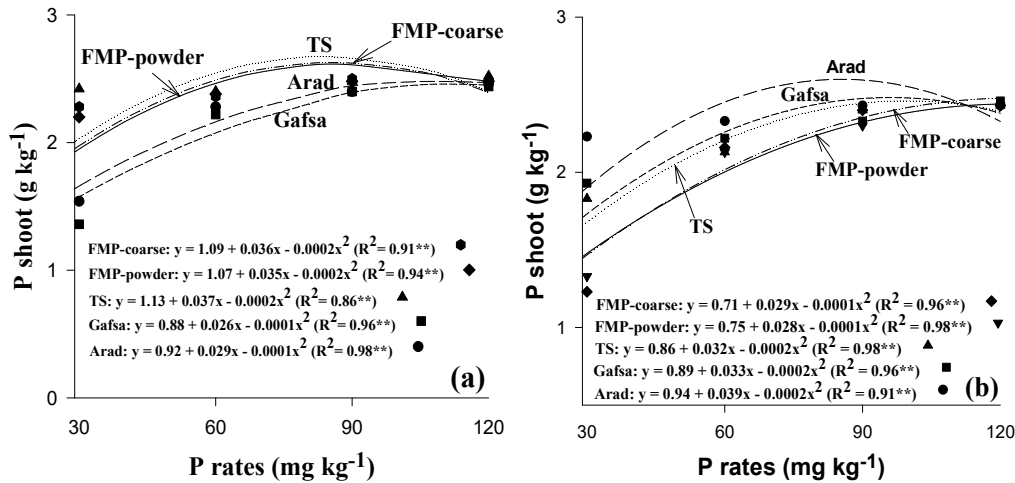 3
2
1
0
P shoot (g kg-1)
FMP-powder
TS
FMP-coarse
Arad
Gafsa
FMP-coarse: y = 1.09 + 0.036x - 0.0002x2 (R2= 0.91**)
FMP-powder: y = 1.07 + 0.035x - 0.0002x2 (R2= 0.94**)
TS: y = 1.13 + 0.037x - 0.0002x2 (R2= 0.86**)
Gafsa: y = 0.88 + 0.026x - 0.0001x2 (R2= 0.96**)
Arad: y = 0.92 + 0.029x - 0.0001x2 (R2= 0.98**)
(a)
30 60 90 120
P rates (mg kg-1)
3
2
1
P shoot (g kg-1)
Arad
Gafsa
FMP-coarse
FMP-powder
TS
FMP-coarse: y = 0.71 + 0.029x - 0.0001x2 (R2= 0.96**)
FMP-powder: y = 0.75 + 0.028x - 0.0001x2 (R2= 0.98**)
TS: y = 0.86 + 0.032x - 0.0002x2 (R2= 0.98**)
Gafsa: y = 0.89 + 0.033x - 0.0002x2 (R2= 0.96**)
Arad: y = 0.94 + 0.039x - 0.0002x2 (R2 = 0.91**)
(b)
30 60 90 120
P rates (mg kg-1)